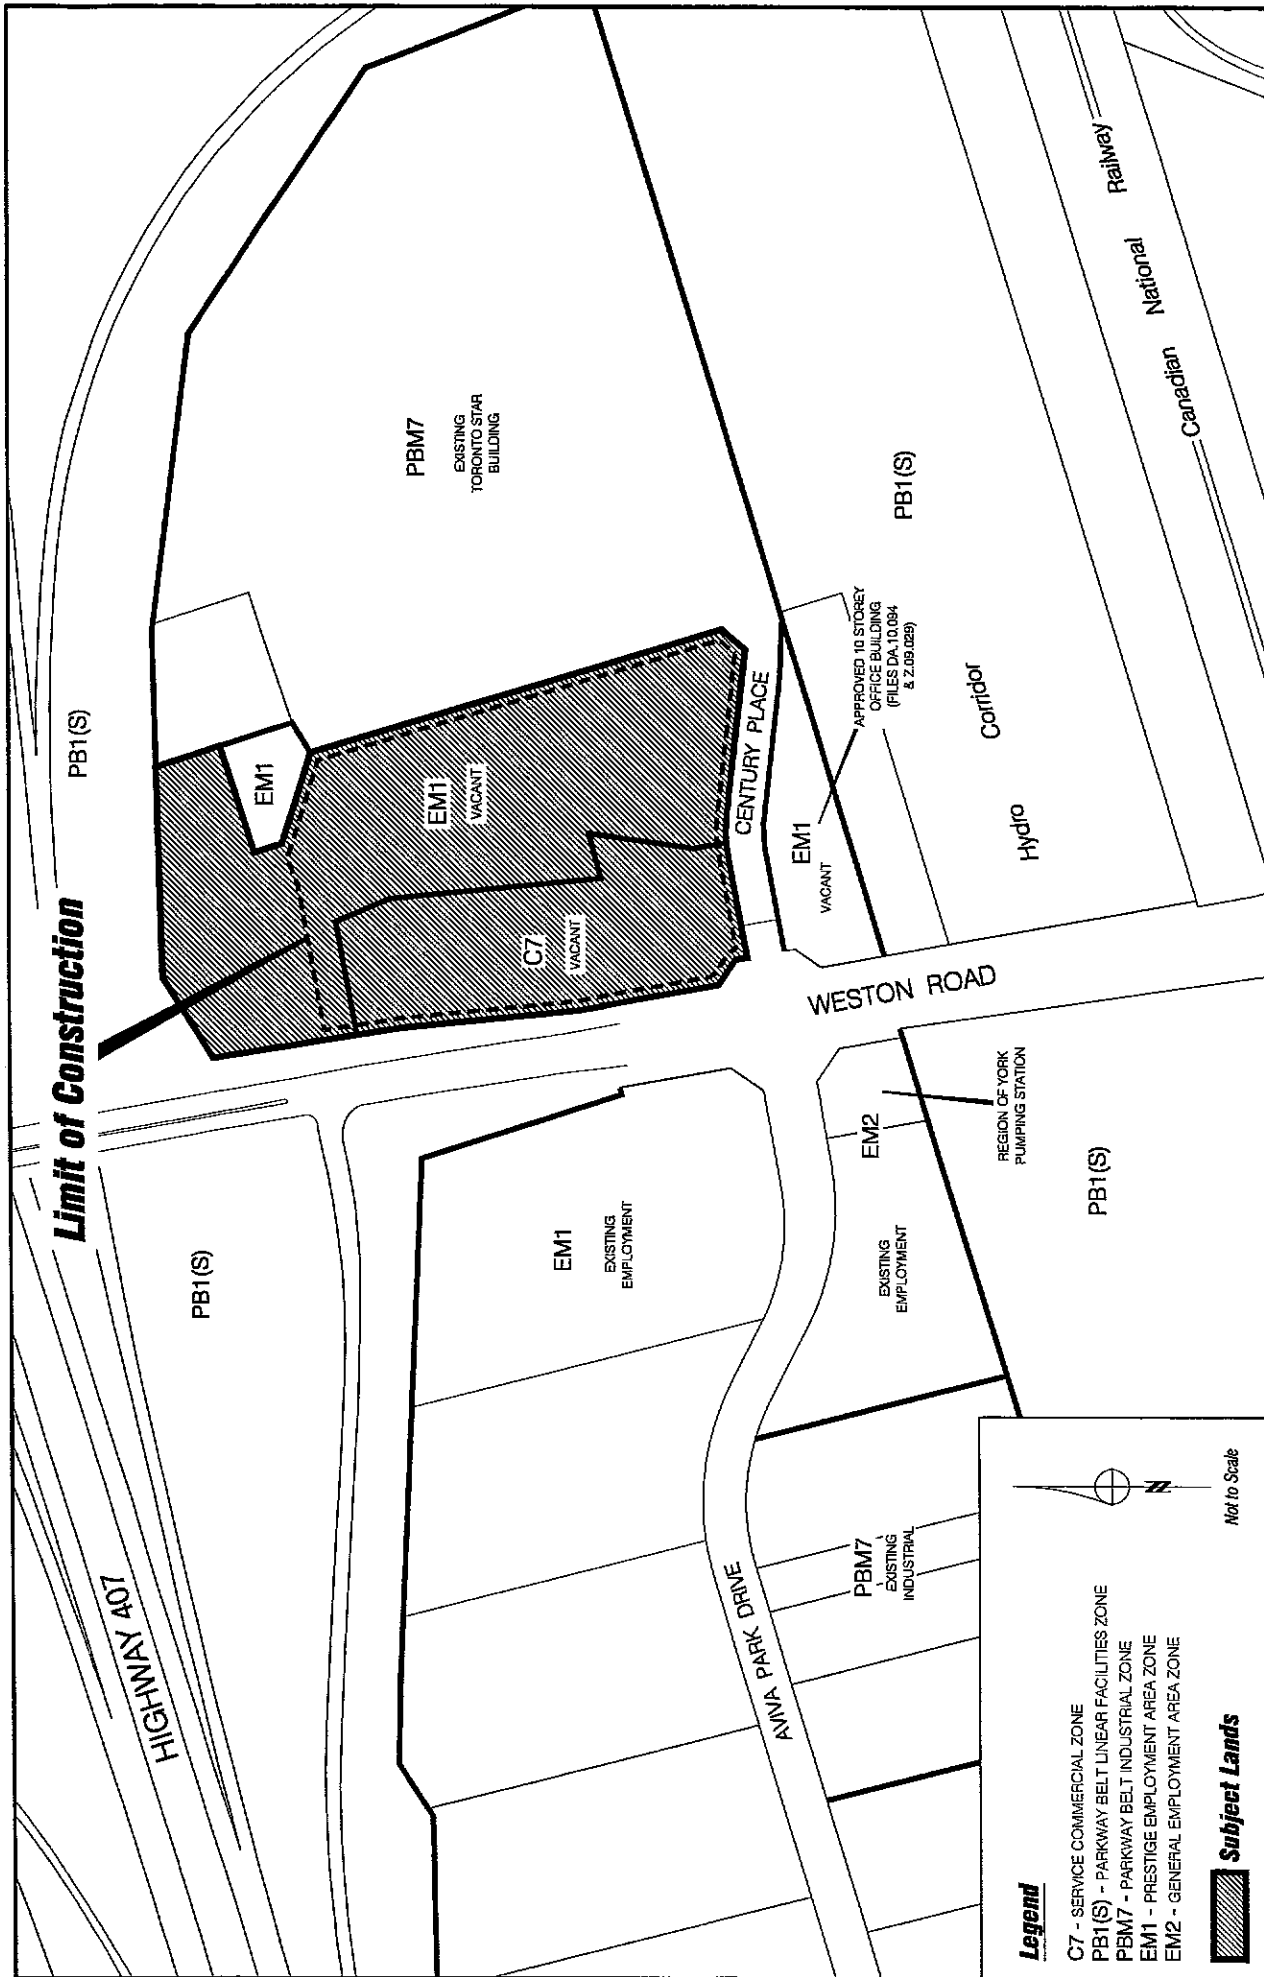 Limit of Construction
HIGHWAY 407
PB1(S)
PB1(S)
EM1
PBM7
EXISTING
TORONTO STAR
BUILDING
EM1
VACANT
C7
VACANT
EM1
EXISTING
EMPLOYMENT
CENTURY PLACE
EM1
VACANT
APPROVED 10 STOREY
OFFICE BUILDING
(FILES DA.10.094
& Z.09.029)
PB1(S)
WESTON ROAD
AVIVA PARK DRIVE
EM2
EXISTING
EMPLOYMENT
PBM7
EXISTING
INDUSTRIAL
REGION OF YORK
PUMPING STATION
PB1(S)
Hydro Corridor
Canadian National Railway
Legend
C7 - SERVICE COMMERCIAL ZONE
PB1(S) - PARKWAY BELT LINEAR FACILITIES ZONE
PBM7 - PARKWAY BELT INDUSTRIAL ZONE
EM1 - PRESTIGE EMPLOYMENT AREA ZONE
EM2 - GENERAL EMPLOYMENT AREA ZONE
Subject Lands
N
Not to Scale